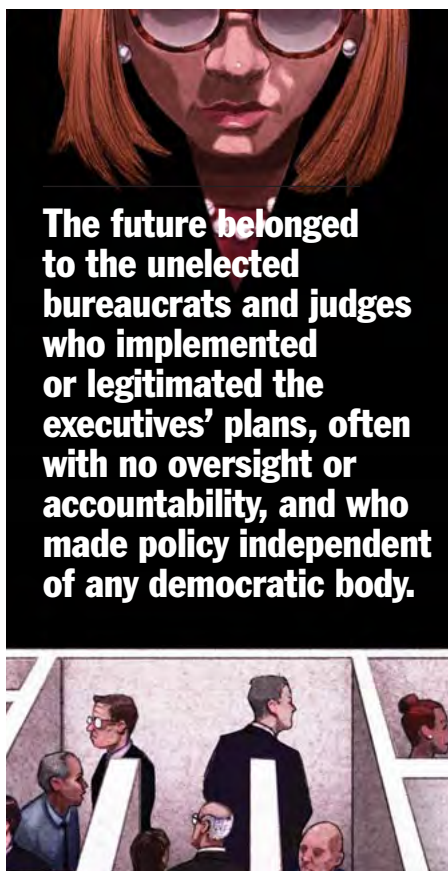 The future belonged
to the unelected
bureaucrats and judges
who implemented
or legitimated the
executives’ plans, often
with no oversight or
accountability, and who
made policy independent
of any democratic body.